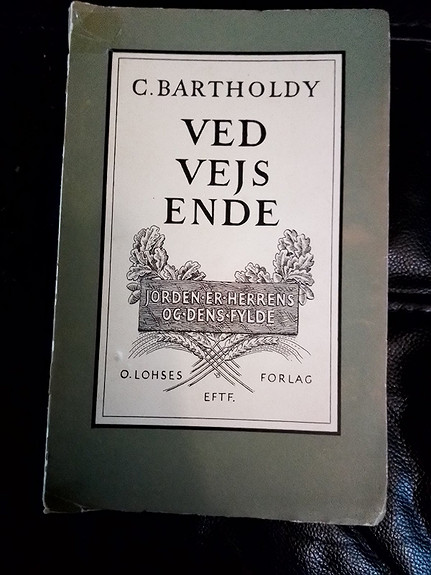 C. BARTHOLDY
VED
VEJS
ENDE
JORDEN·ER·HERRENS
OG·DENS·FYLDE
O. LOHSES FORLAG
EFTF.